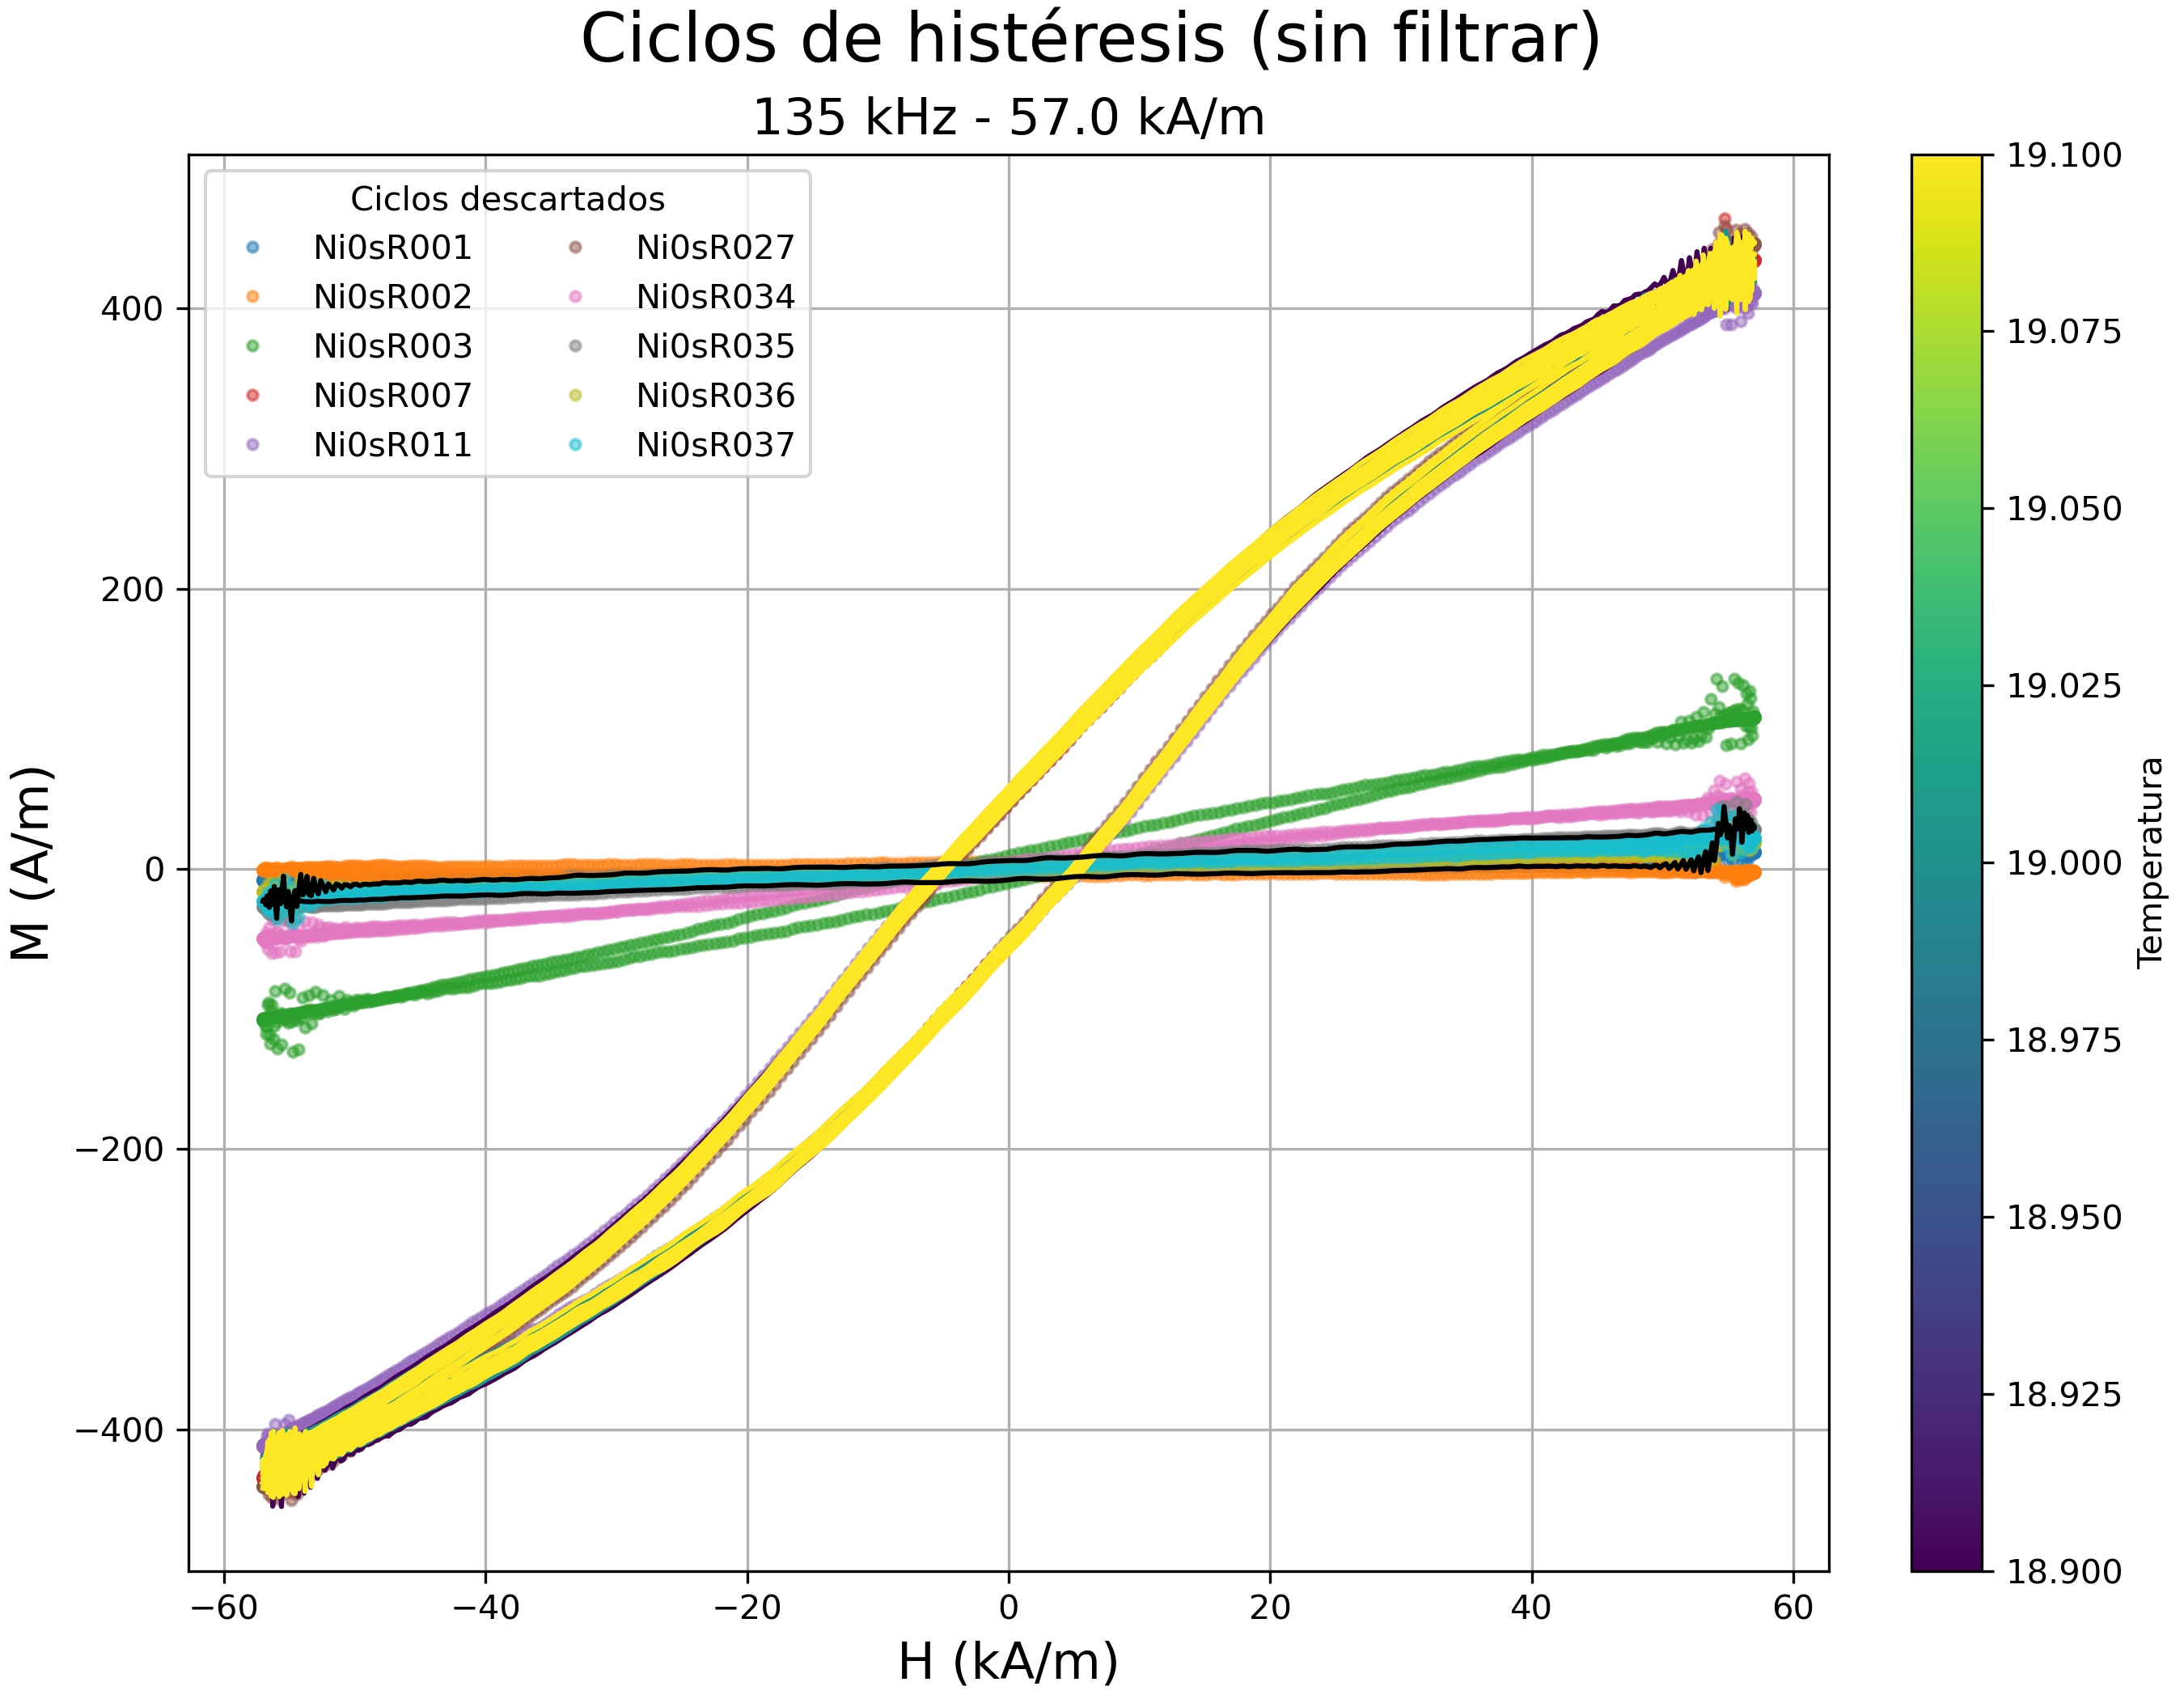 Ciclos de histéresis (sin filtrar)
135 kHz - 57.0 kA/m
Ciclos descartados
Ni0sR001 Ni0sR027
Ni0sR002 Ni0sR034
Ni0sR003 Ni0sR035
Ni0sR007 Ni0sR036
Ni0sR011 Ni0sR037
400
200
0
−200
−400
M (A/m)
−60 −40 −20 0 20 40 60
H (kA/m)
19.100
19.075
19.050
19.025
19.000
18.975
18.950
18.925
18.900
Temperatura